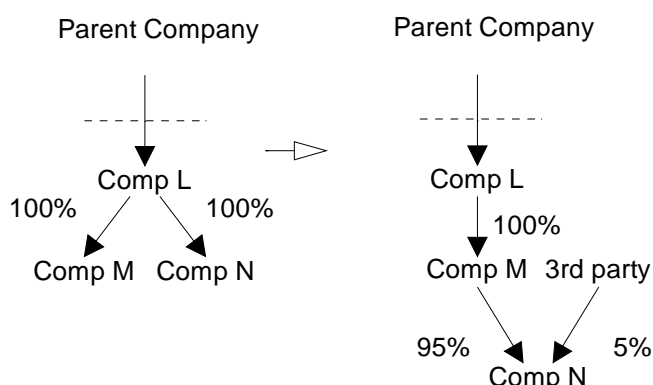 Parent Company
Comp L
100% 100%
Comp M Comp N
Parent Company
Comp L
100%
Comp M 3rd party
95% 5%
Comp N